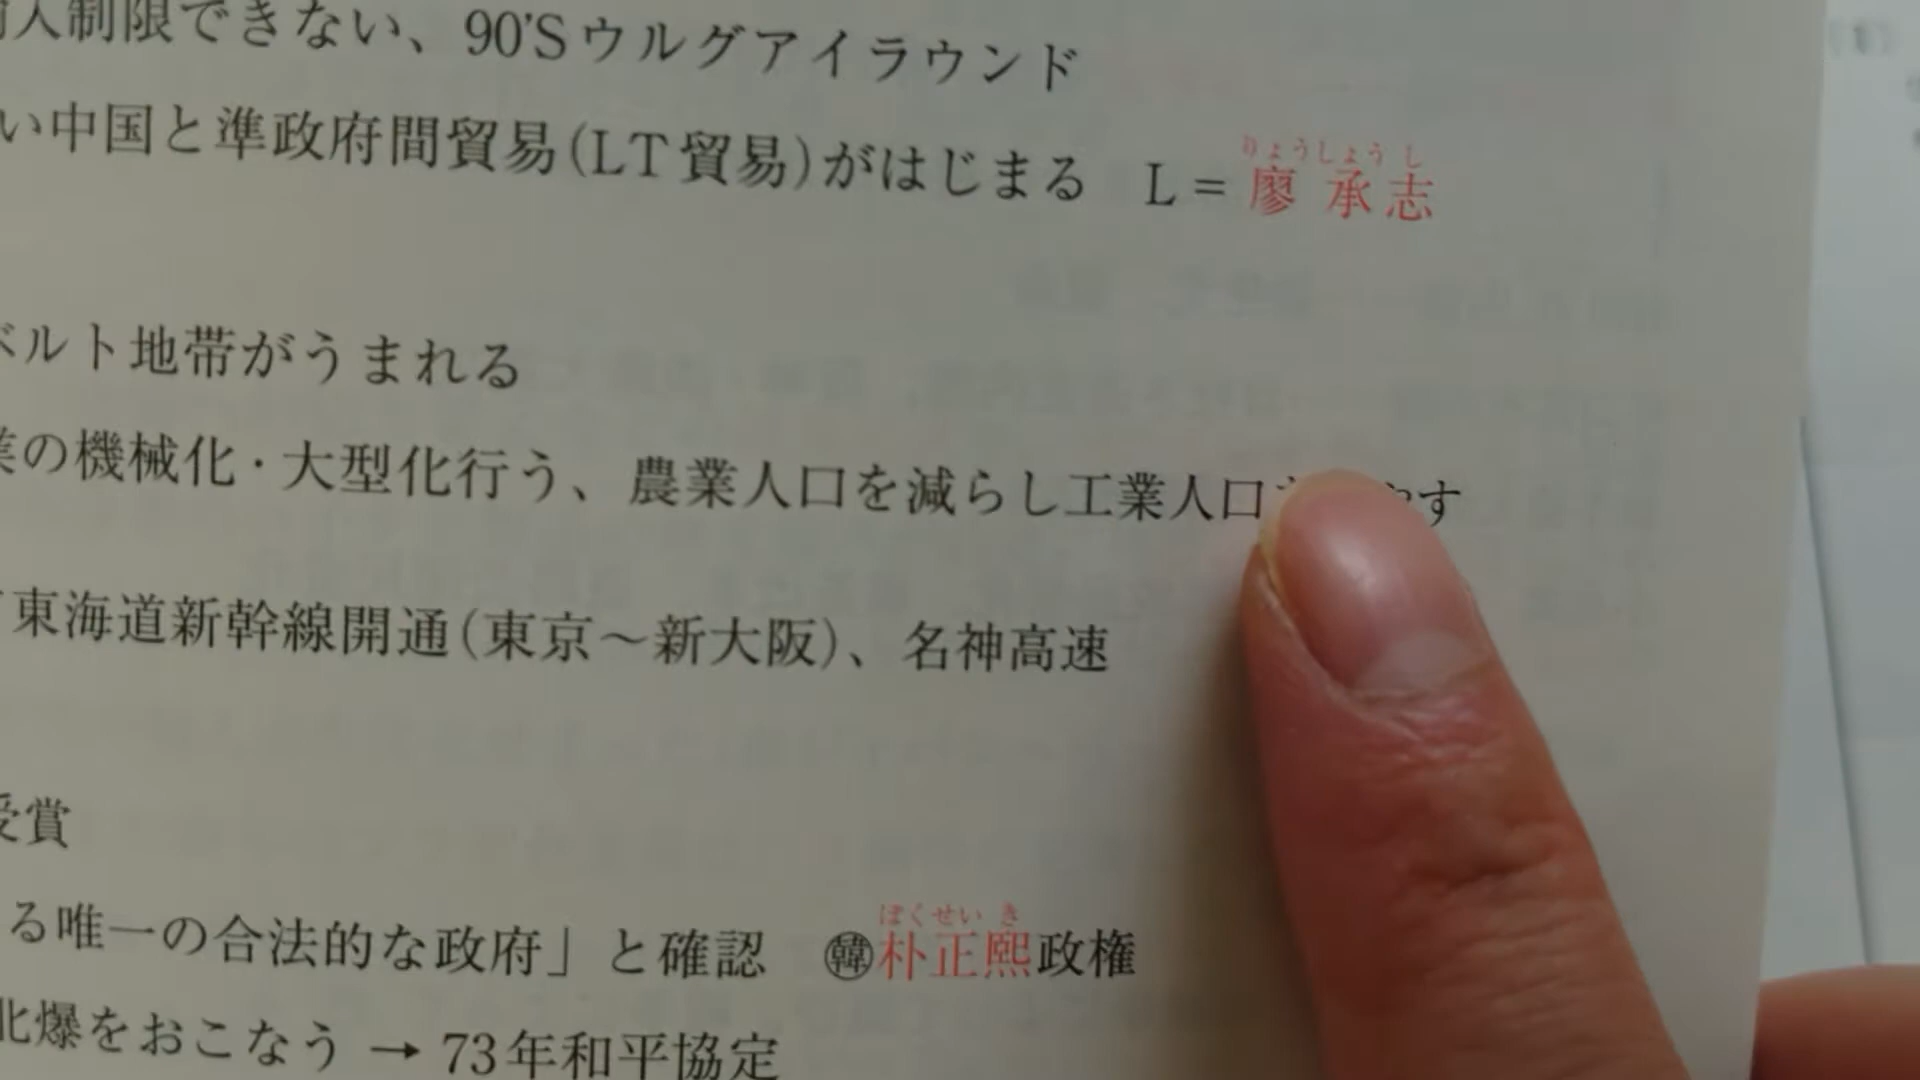 入制限できない、90'Sウルグアイラウンド
い中国と準政府間貿易(LT貿易)がはじまる L=廖承志
りょうしょうし
ベルト地帯がうまれる
業の機械化・大型化行う、農業人口を減らし工業人口 やす
東海道新幹線開通(東京〜新大阪)、名神高速
受賞
る唯一の合法的な政府」と確認 ㊩朴正熙政権
ぼくせいき
北爆をおこなう→73年和平協定